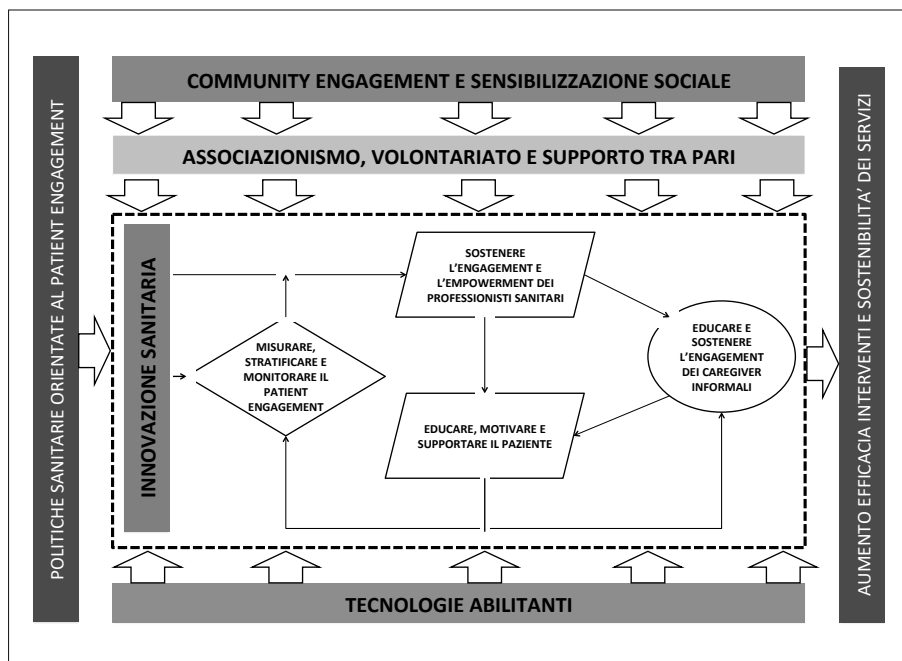 POLITICHE SANITARIE ORIENTATE AL PATIENT ENGAGEMENT
COMMUNITY ENGAGEMENT E SENSIBILIZZAZIONE SOCIALE
ASSOCIAZIONISMO, VOLONTARIATO E SUPPORTO TRA PARI
INNOVAZIONE SANITARIA
SOSTENERE
L’ENGAGEMENT E
L’EMPOWERMENT DEI
PROFESSIONISTI SANITARI
MISURARE,
STRATIFICARE E
MONITORARE IL
PATIENT
ENGAGEMENT
EDUCARE E
SOSTENERE
L’ENGAGEMENT
DEI CAREGIVER
INFORMALI
EDUCARE, MOTIVARE E
SUPPORTARE IL PAZIENTE
TECNOLOGIE ABILITANTI
AUMENTO EFFICACIA INTERVENTI E SOSTENIBILITA’ DEI SERVIZI